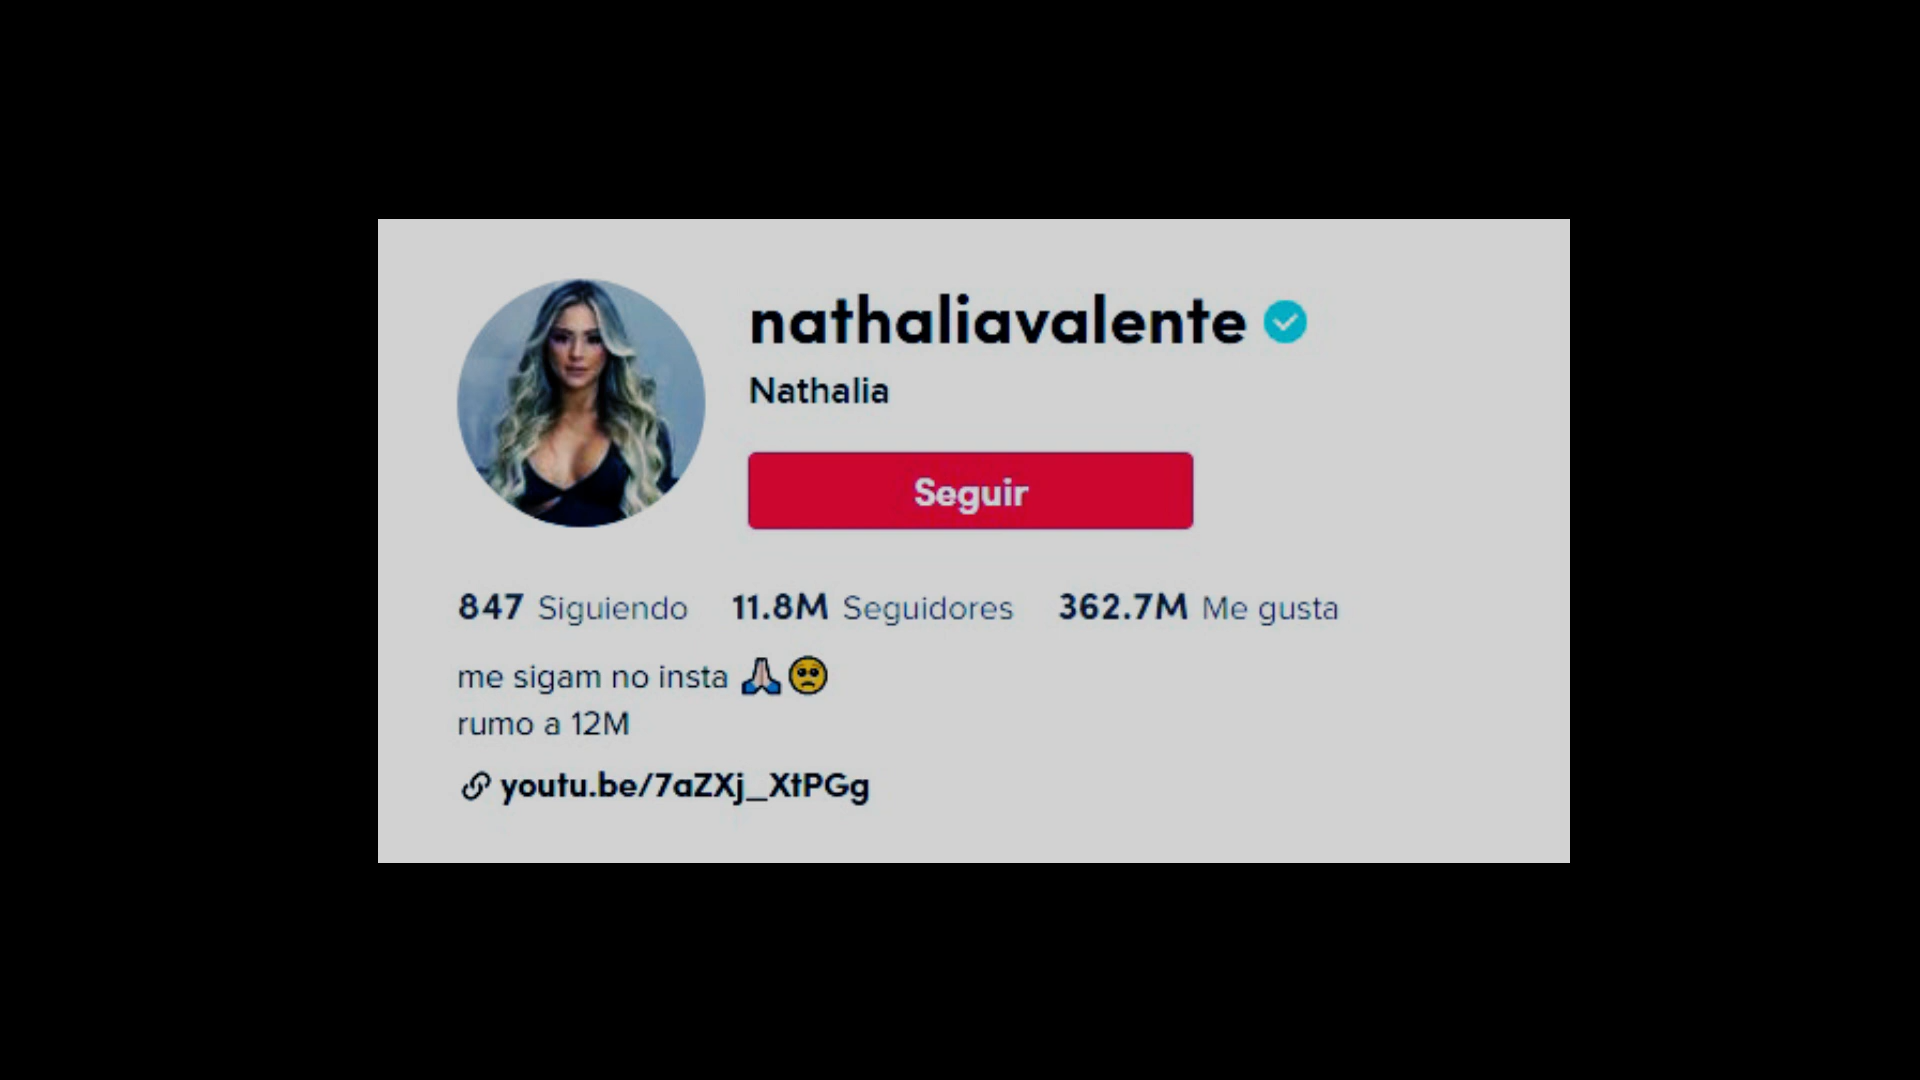 nathaliavalente
Nathalia
Seguir
847 Siguiendo 11.8M Seguidores 362.7M Me gusta
me sigam no insta 🙏🏻🥺
rumo a 12M
youtu.be/7aZXj_XtPGg